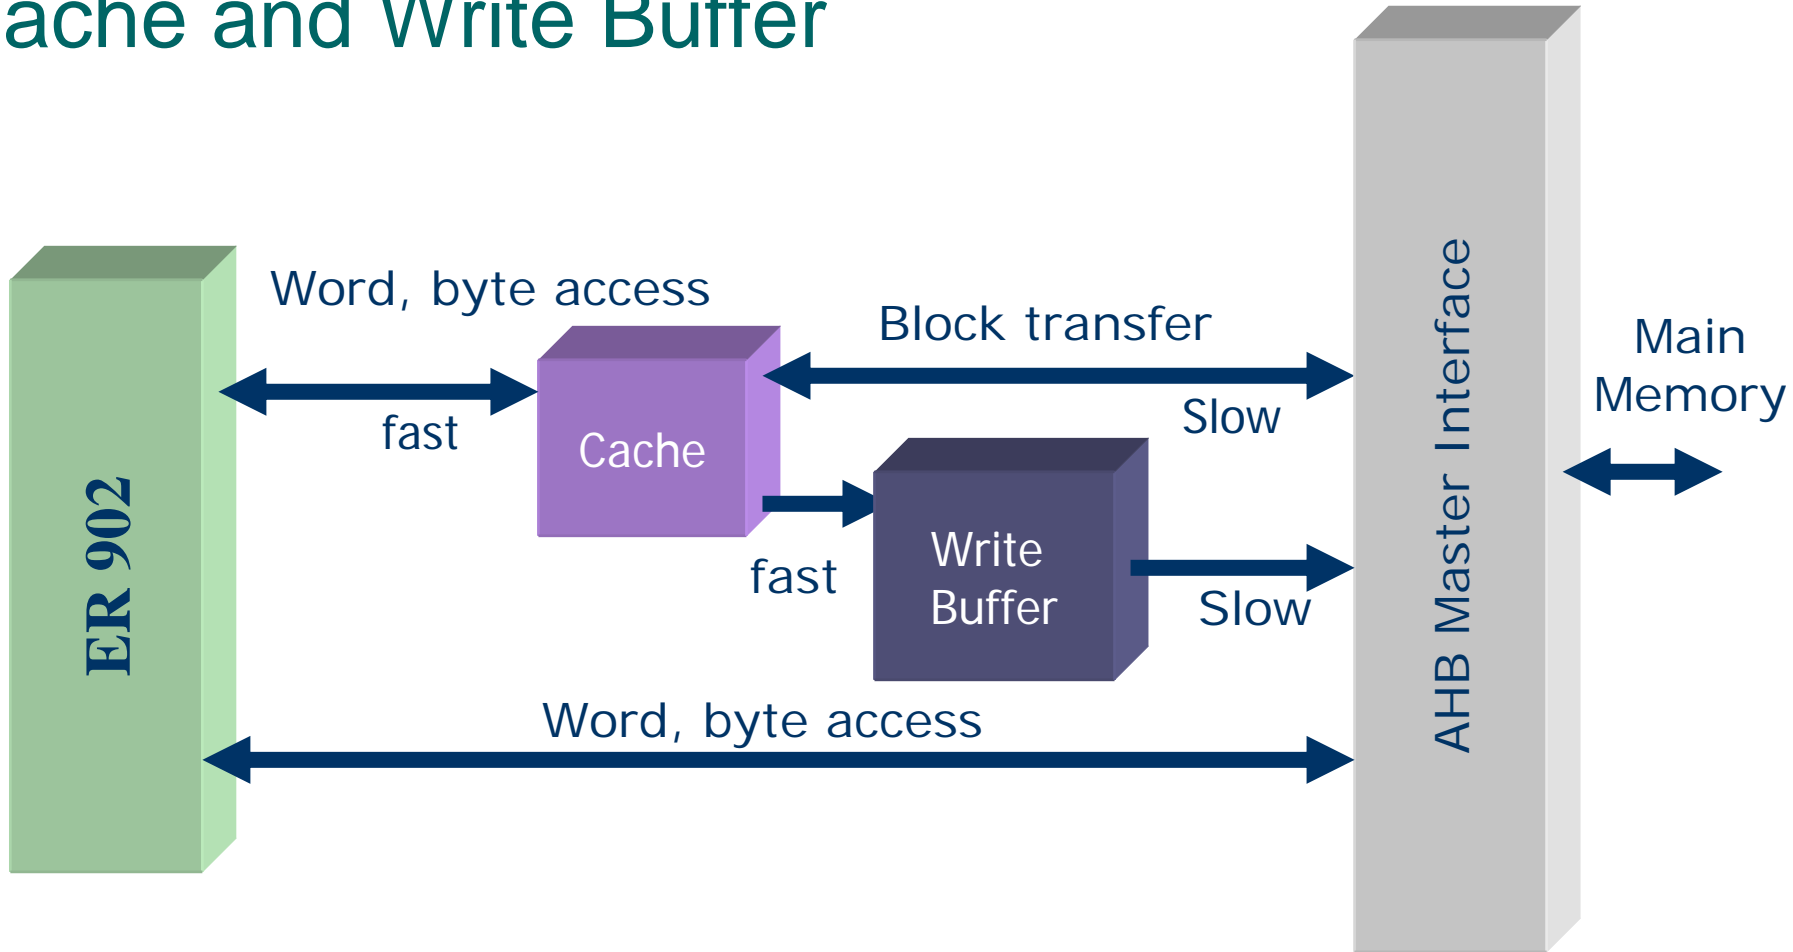 ache and Write Buffer
Word, byte access
Block transfer
Main
Memory
fast
Slow
Cache
ER 902
Write
Buffer
fast
Slow
AHB Master Interface
Word, byte access